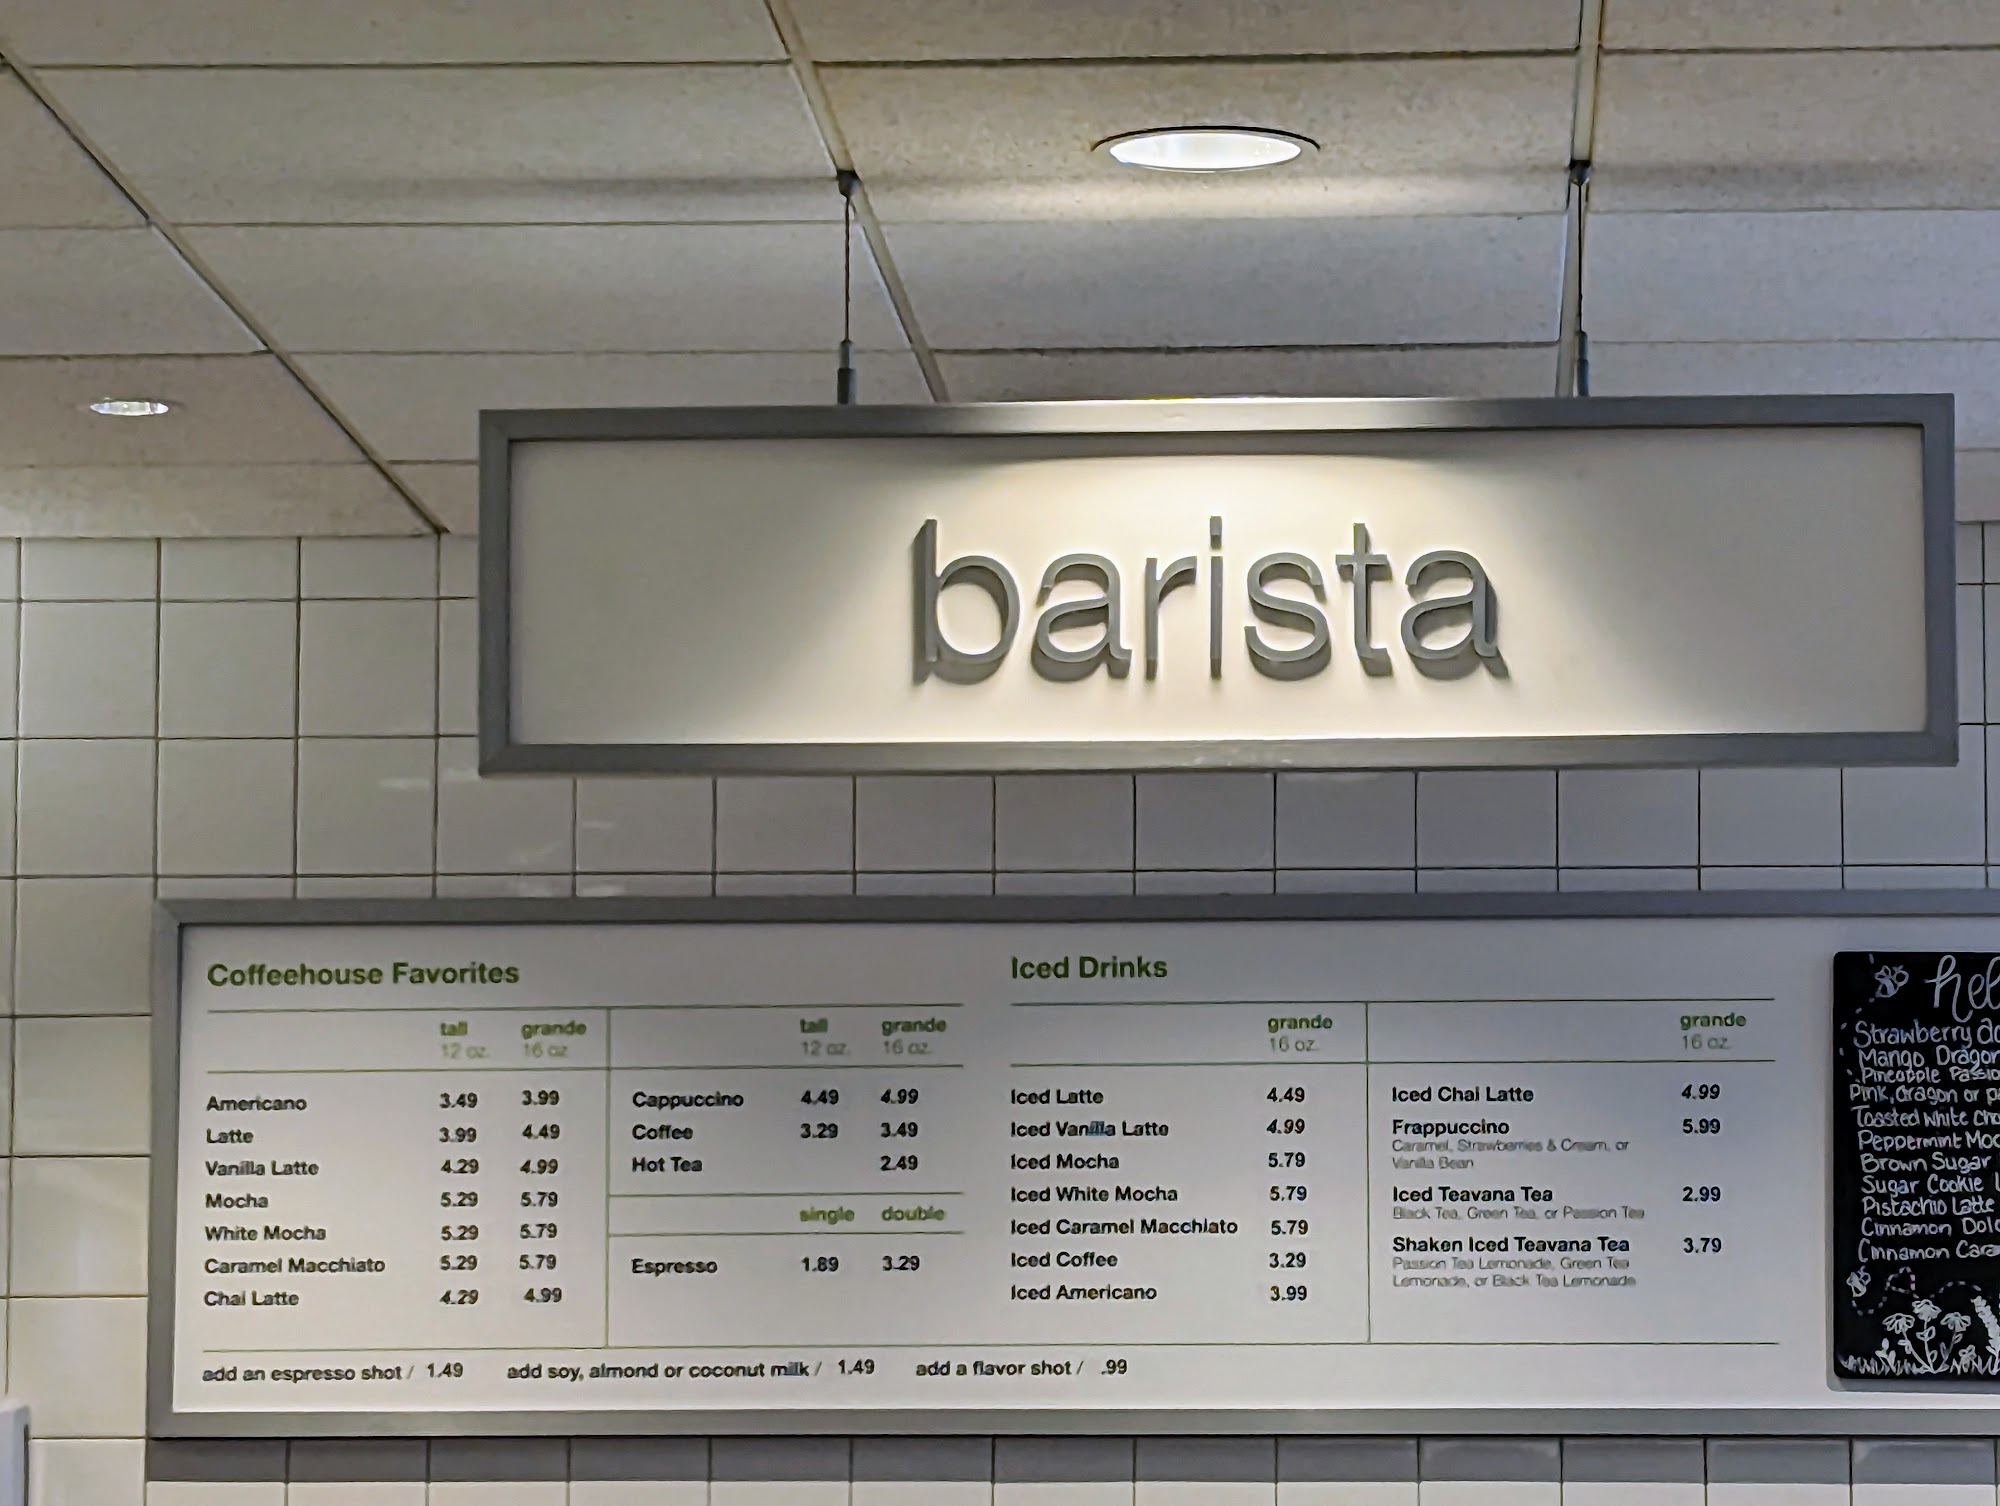 barista
Coffeehouse Favorites
tall grande
12 oz. 16 oz.
Americano 3.49 3.99
Latte 3.99 4.49
Vanilla Latte 4.29 4.99
Mocha 5.29 5.79
White Mocha 5.29 5.79
Caramel Macchiato 5.29 5.79
Chai Latte 4.29 4.99
tall grande
12 oz. 16 oz.
Cappuccino 4.49 4.99
Coffee 3.29 3.49
Hot Tea 2.49
single double
Espresso 1.89 3.29
Iced Drinks
grande
16 oz.
Iced Latte 4.49
Iced Vanilla Latte 4.99
Iced Mocha 5.79
Iced White Mocha 5.79
Iced Caramel Macchiato 5.79
Iced Coffee 3.29
Iced Americano 3.99
grande
16 oz.
Iced Chai Latte 4.99
Frappuccino 5.99
Caramel, Strawberries & Cream, or
Vanilla Bean
Iced Teavana Tea 2.99
Black Tea, Green Tea, or Passion Tea
Shaken Iced Teavana Tea 3.79
Passion Tea Lemonade, Green Tea
Lemonade, or Black Tea Lemonade
add an espresso shot / 1.49 add soy, almond or coconut milk / 1.49 add a flavor shot / .99
Strawberry
Mango Dragon
Pineapple Passio
Pink, dragon or
Toasted white cho
Peppermint Moc
Brown Sugar
Sugar Cookie
Pistachio Latte
Cinnamon Dolc
Cinnamon Cara